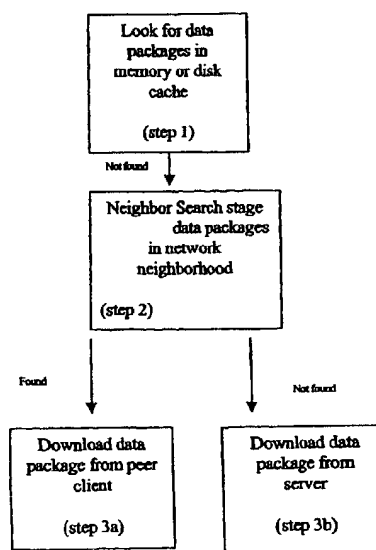 Look for data
packages in
memory or disk
cache
(step 1)
Not found
Neighbor Search stage
data packages
in network
neighborhood
(step 2)
Found
Not found
Download data
package from peer
client
(step 3a)
Download data
package from
server
(step 3b)